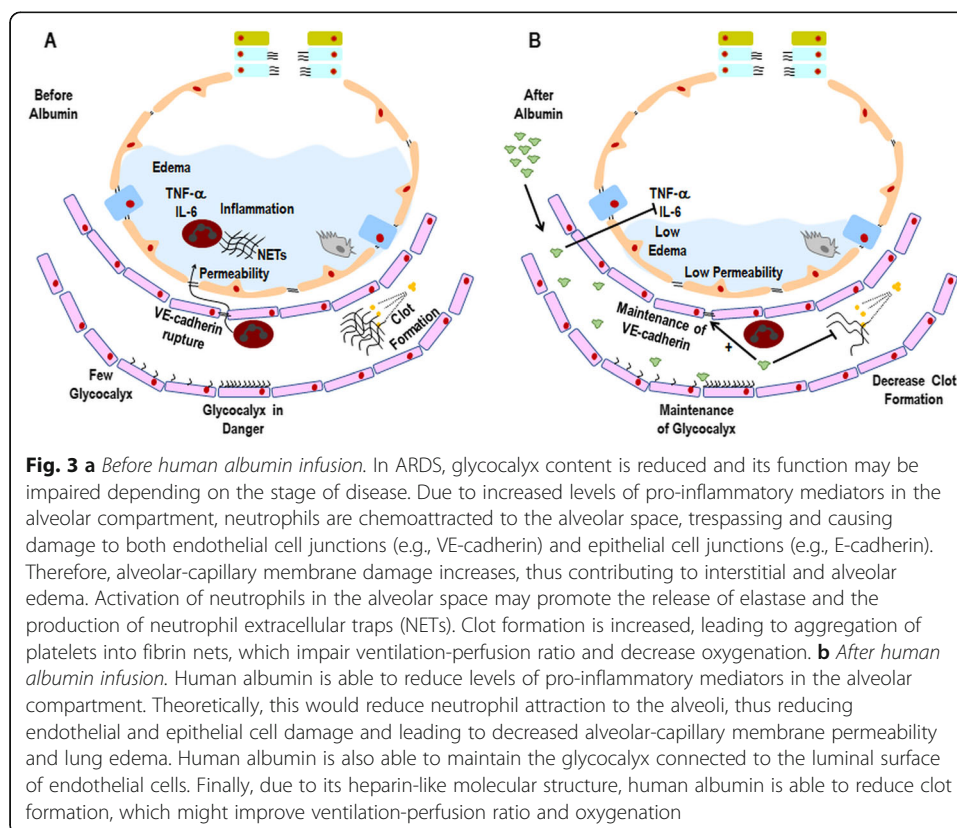 A
Before
Albumin
Edema
TNF-α
IL-6
Inflammation
NETs
Permeability
VE-cadherin
rupture
Clot
Formation
Few
Glycocalyx
Glycocalyx in
Danger
B
After
Albumin
TNF-α
IL-6
Low
Edema
Low Permeability
Maintenance of
VE-cadherin
+
Decrease Clot
Formation
Maintenance
of Glycocalyx
Fig. 3 a Before human albumin infusion. In ARDS, glycocalyx content is reduced and its function may be
impaired depending on the stage of disease. Due to increased levels of pro-inflammatory mediators in the
alveolar compartment, neutrophils are chemoattracted to the alveolar space, trespassing and causing
damage to both endothelial cell junctions (e.g., VE-cadherin) and epithelial cell junctions (e.g., E-cadherin).
Therefore, alveolar-capillary membrane damage increases, thus contributing to interstitial and alveolar
edema. Activation of neutrophils in the alveolar space may promote the release of elastase and the
production of neutrophil extracellular traps (NETs). Clot formation is increased, leading to aggregation of
platelets into fibrin nets, which impair ventilation-perfusion ratio and decrease oxygenation. b After human
albumin infusion. Human albumin is able to reduce levels of pro-inflammatory mediators in the alveolar
compartment. Theoretically, this would reduce neutrophil attraction to the alveoli, thus reducing
endothelial and epithelial cell damage and leading to decreased alveolar-capillary membrane permeability
and lung edema. Human albumin is also able to maintain the glycocalyx connected to the luminal surface
of endothelial cells. Finally, due to its heparin-like molecular structure, human albumin is able to reduce clot
formation, which might improve ventilation-perfusion ratio and oxygenation